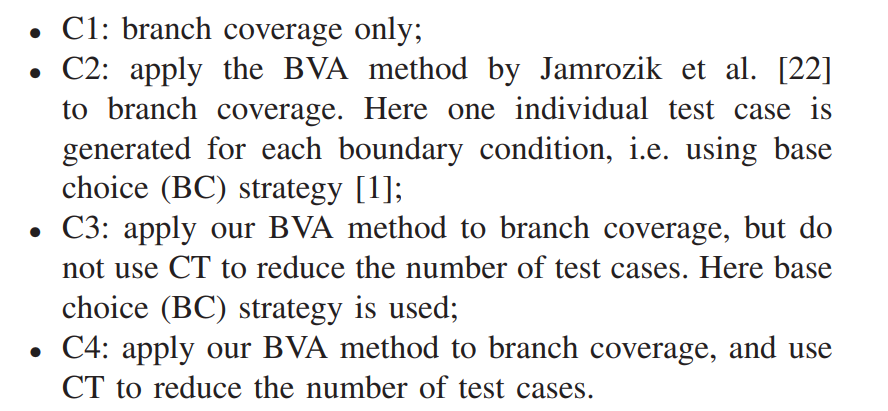 • C1: branch coverage only;
• C2: apply the BVA method by Jamrozik et al. [22]
to branch coverage. Here one individual test case is
generated for each boundary condition, i.e. using base
choice (BC) strategy [1];
• C3: apply our BVA method to branch coverage, but do
not use CT to reduce the number of test cases. Here base
choice (BC) strategy is used;
• C4: apply our BVA method to branch coverage, and use
CT to reduce the number of test cases.